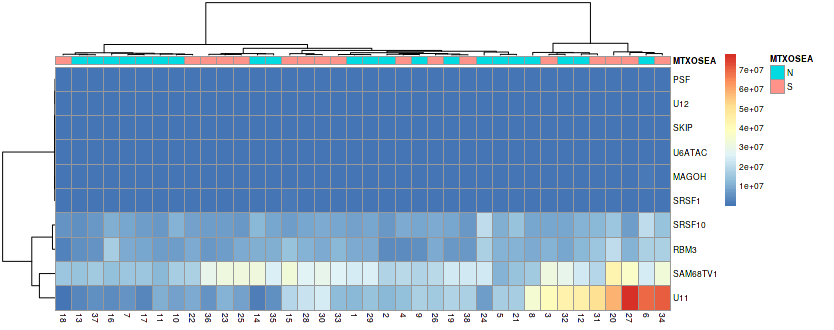 MTXOSEA
PSF
U12
SKIP
U6ATAC
MAGOH
SRSF1
SRSF10
RBM3
SAM68TV1
U11
18 13 37 16 7 17 11 10 22 36 23 25 14 35 15 28 30 33 1 29 2 4 9 26 19 38 24 5 21 8 3 32 12 31 20 27 6 34
7e+07
6e+07
5e+07
4e+07
3e+07
2e+07
1e+07
MTXOSEA
N
S